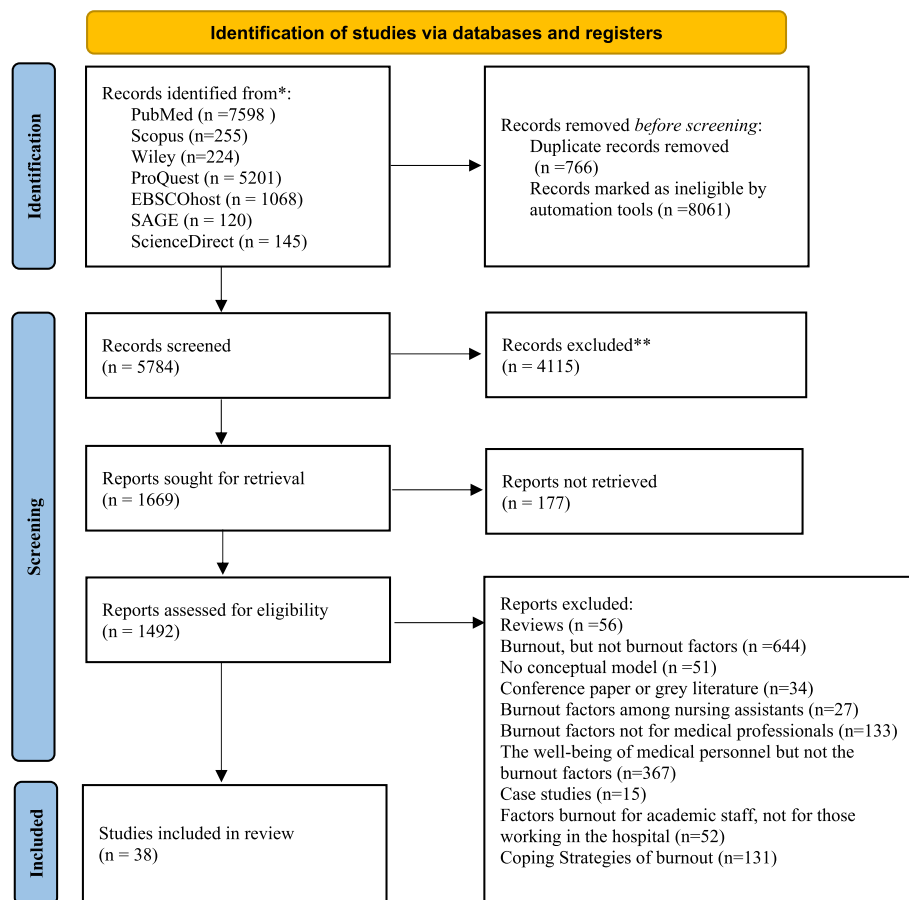 Identification of studies via databases and registers
Identification
Records identified from*:
PubMed (n =7598 )
Scopus (n=255)
Wiley (n=224)
ProQuest (n = 5201)
EBSCOhost (n = 1068)
SAGE (n = 120)
ScienceDirect (n = 145)
Records removed before screening:
Duplicate records removed
(n =766)
Records marked as ineligible by
automation tools (n =8061)
Screening
Records screened
(n = 5784)
Records excluded**
(n = 4115)
Reports sought for retrieval
(n = 1669)
Reports not retrieved
(n = 177)
Reports assessed for eligibility
(n = 1492)
Reports excluded:
Reviews (n =56)
Burnout, but not burnout factors (n =644)
No conceptual model (n =51)
Conference paper or grey literature (n=34)
Burnout factors among nursing assistants (n=27)
Burnout factors not for medical professionals (n=133)
The well-being of medical personnel but not the
burnout factors (n=367)
Case studies (n=15)
Factors burnout for academic staff, not for those
working in the hospital (n=52)
Coping Strategies of burnout (n=131)
Included
Studies included in review
(n = 38)